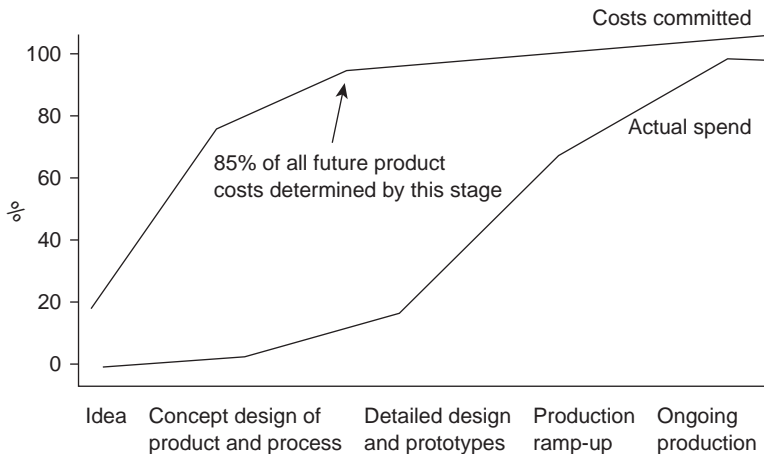 Costs committed
100
80
Actual spend
85% of all future product
costs determined by this stage
60
%
40
20
0
Idea
Concept design of
product and process
Detailed design
and prototypes
Production
ramp-up
Ongoing
production